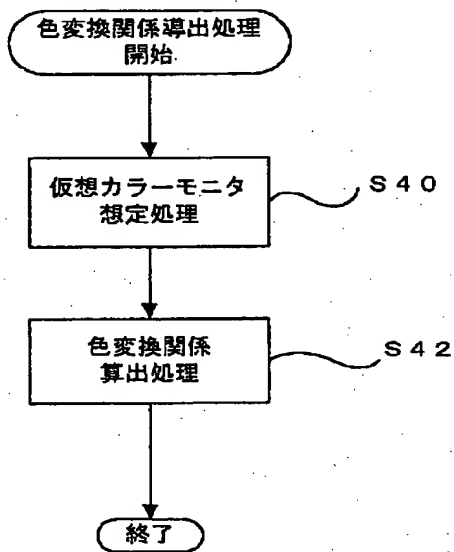 色変換関係導出処理
開始
仮想カラーモニタ
想定処理
S40
色変換関係
算出処理
S42
終了